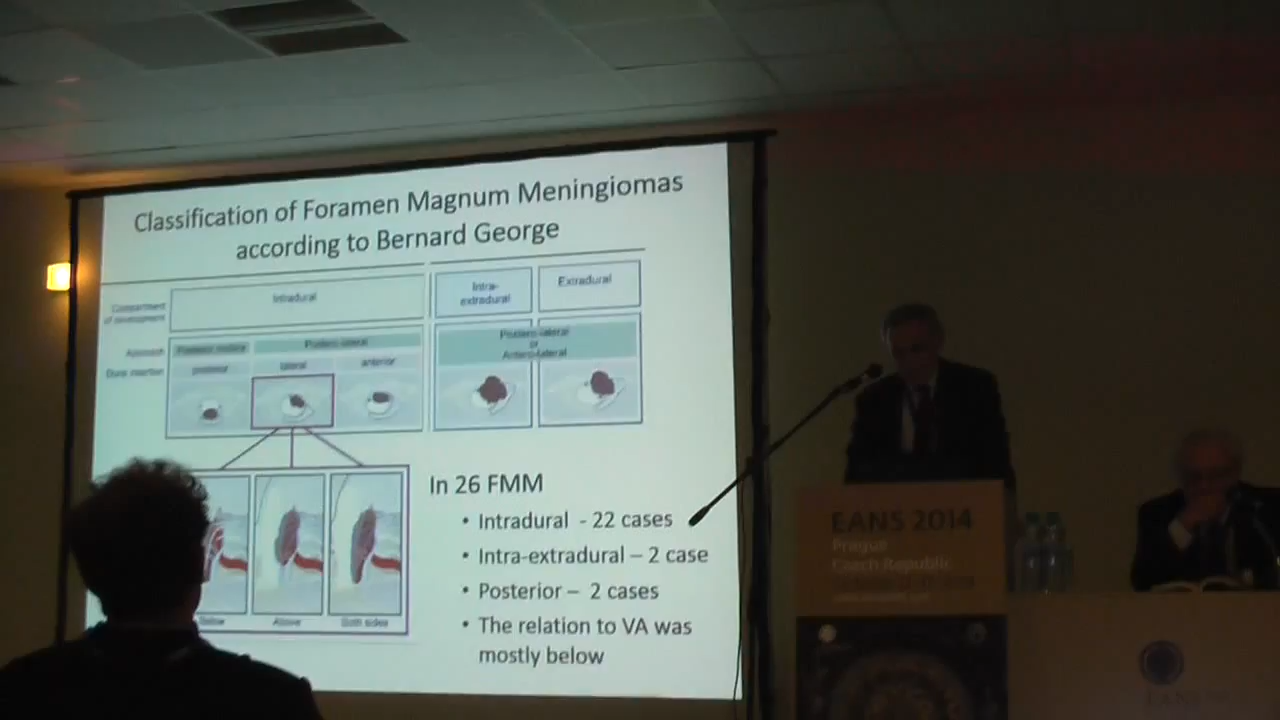 Classification of Foramen Magnum Meningiomas
according to Bernard George
Compartment
of development
Intradural
Intra-
extradural
Extradural
Approach
Postero-lateral
Postero-lateral
or
Antero-lateral
Dural insertion
posterior
lateral
anterior
Below
Above
Both sides
In 26 FMM
• Intradural - 22 cases
• Intra-extradural – 2 case
• Posterior – 2 cases
• The relation to VA was
mostly below
EANS 2014
Prague
Czech Republic
EANS